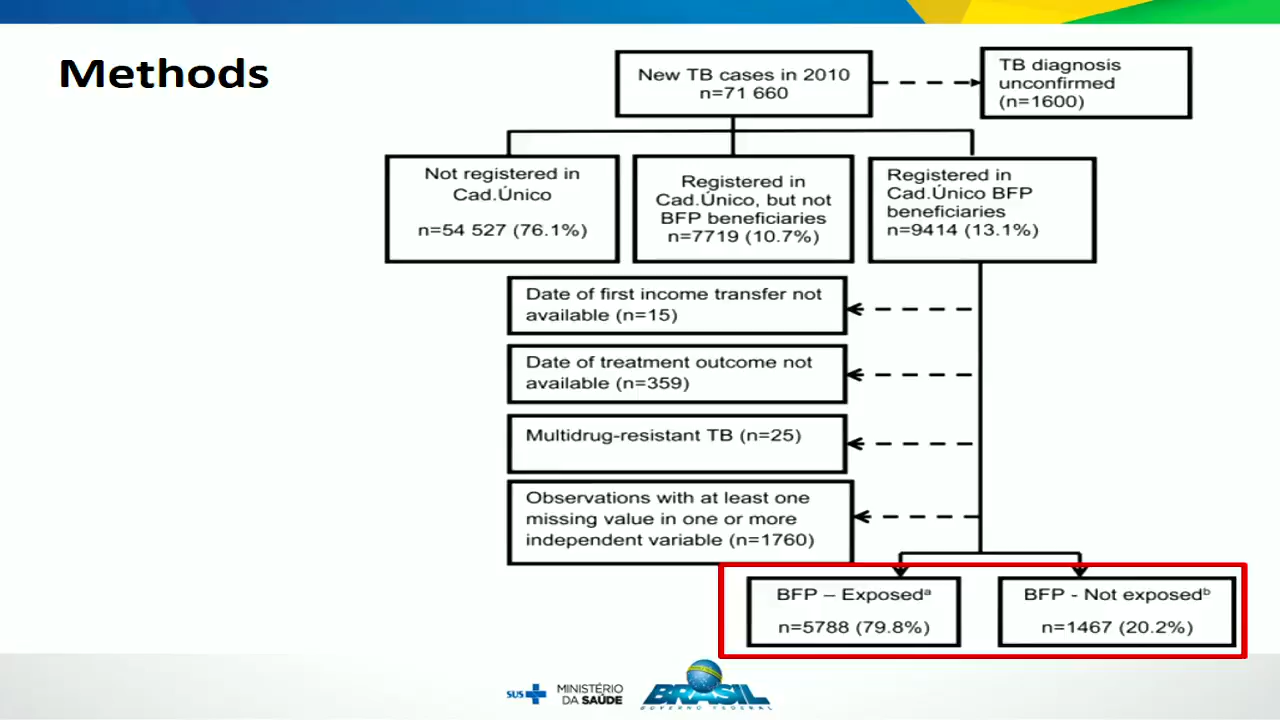 Methods
New TB cases in 2010
n=71 660
TB diagnosis
unconfirmed
(n=1600)
Not registered in
Cad.Único
n=54 527 (76.1%)
Registered in
Cad.Único, but not
BFP beneficiaries
n=7719 (10.7%)
Registered in
Cad.Único BFP
beneficiaries
n=9414 (13.1%)
Date of first income transfer not
available (n=15)
Date of treatment outcome not
available (n=359)
Multidrug-resistant TB (n=25)
Observations with at least one
missing value in one or more
independent variable (n=1760)
BFP – Exposedᵃ
n=5788 (79.8%)
BFP - Not exposedᵇ
n=1467 (20.2%)
SUS
MINISTÉRIO
DA SAÚDE
BRASIL
GOVERNO FEDERAL